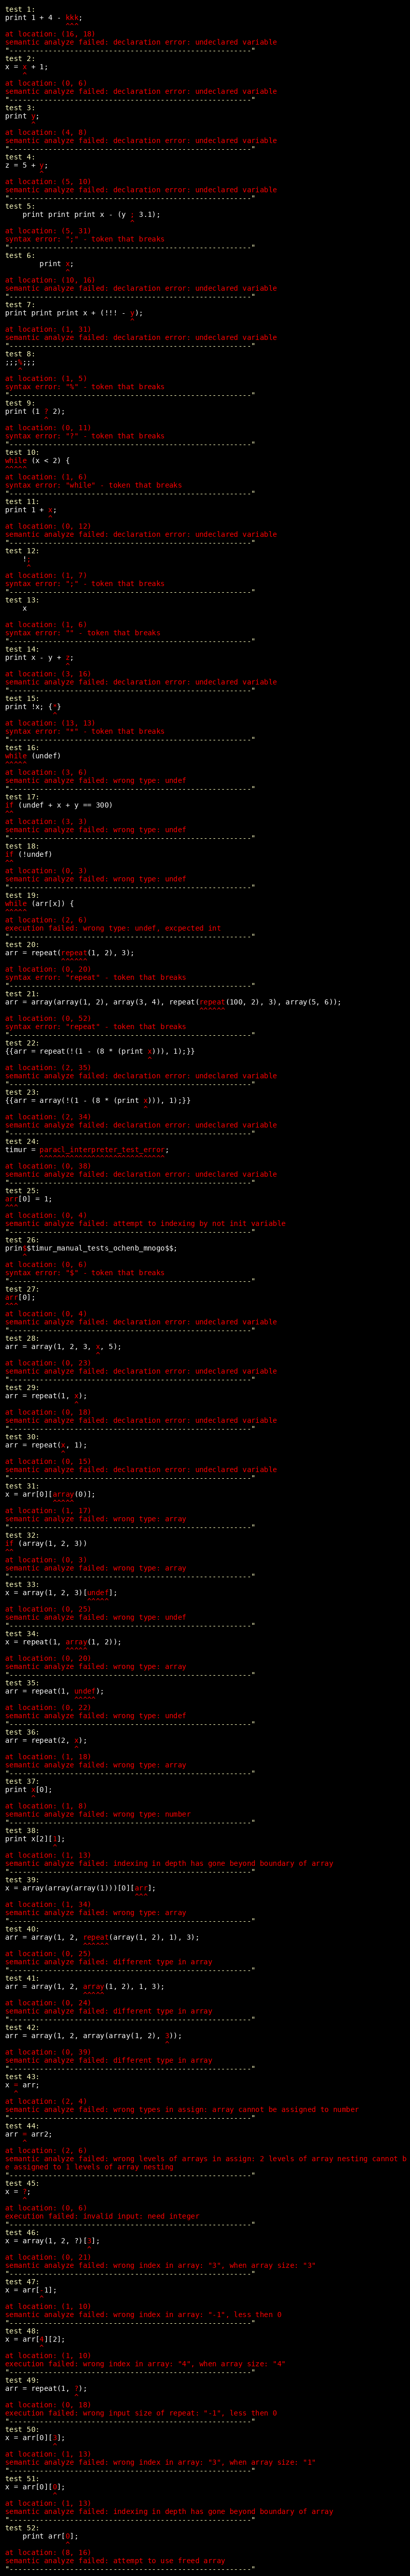 test 1:
print 1 + 4 - kkk;
^^^
at location: (16, 18)
semantic analyze failed: declaration error: undeclared variable
"--------------------------------------------------------"
test 2:
x = x + 1;
^
at location: (0, 6)
semantic analyze failed: declaration error: undeclared variable
"--------------------------------------------------------"
test 3:
print y;
^
at location: (4, 8)
semantic analyze failed: declaration error: undeclared variable
"--------------------------------------------------------"
test 4:
z = 5 + y;
^
at location: (5, 10)
semantic analyze failed: declaration error: undeclared variable
"--------------------------------------------------------"
test 5:
print print print x - (y ; 3.1);
^
at location: (5, 31)
syntax error: ";" - token that breaks
"--------------------------------------------------------"
test 6:
print x;
^
at location: (10, 16)
semantic analyze failed: declaration error: undeclared variable
"--------------------------------------------------------"
test 7:
print print print x + (!!! - y);
^
at location: (1, 31)
semantic analyze failed: declaration error: undeclared variable
"--------------------------------------------------------"
test 8:
;;;%;;;
^
at location: (1, 5)
syntax error: "%" - token that breaks
"--------------------------------------------------------"
test 9:
print (1 ? 2);
^
at location: (0, 11)
syntax error: "?" - token that breaks
"--------------------------------------------------------"
test 10:
while (x < 2) {
^^^^^
at location: (1, 6)
syntax error: "while" - token that breaks
"--------------------------------------------------------"
test 11:
print 1 + x;
^
at location: (0, 12)
semantic analyze failed: declaration error: undeclared variable
"--------------------------------------------------------"
test 12:
!;
^
at location: (1, 7)
syntax error: ";" - token that breaks
"--------------------------------------------------------"
test 13:
x
at location: (1, 6)
syntax error: "" - token that breaks
"--------------------------------------------------------"
test 14:
print x - y + z;
^
at location: (3, 16)
semantic analyze failed: declaration error: undeclared variable
"--------------------------------------------------------"
test 15:
print !x; {*}
^
at location: (13, 13)
syntax error: "*" - token that breaks
"--------------------------------------------------------"
test 16:
while (undef)
^^^^^
at location: (3, 6)
semantic analyze failed: wrong type: undef
"--------------------------------------------------------"
test 17:
if (undef + x + y == 300)
^^
at location: (3, 3)
semantic analyze failed: wrong type: undef
"--------------------------------------------------------"
test 18:
if (!undef)
^^
at location: (0, 3)
semantic analyze failed: wrong type: undef
"--------------------------------------------------------"
test 19:
while (arr[x]) {
^^^^^
at location: (2, 6)
execution failed: wrong type: undef, excpected int
"--------------------------------------------------------"
test 20:
arr = repeat(repeat(1, 2), 3);
^^^^^^
at location: (0, 20)
syntax error: "repeat" - token that breaks
"--------------------------------------------------------"
test 21:
arr = array(array(1, 2), array(3, 4), repeat(repeat(100, 2), 3), array(5, 6));
^^^^^^
at location: (0, 52)
syntax error: "repeat" - token that breaks
"--------------------------------------------------------"
test 22:
{{arr = repeat(!(1 - (8 * (print x))), 1);}}
^
at location: (2, 35)
semantic analyze failed: declaration error: undeclared variable
"--------------------------------------------------------"
test 23:
{{arr = array(!(1 - (8 * (print x))), 1);}}
^
at location: (2, 34)
semantic analyze failed: declaration error: undeclared variable
"--------------------------------------------------------"
test 24:
timur = paracl_interpreter_test_error;
^^^^^^^^^^^^^^^^^^^^^^^^^^^^^
at location: (0, 38)
semantic analyze failed: declaration error: undeclared variable
"--------------------------------------------------------"
test 25:
arr[0] = 1;
^^^
at location: (0, 4)
semantic analyze failed: attempt to indexing by not init variable
"--------------------------------------------------------"
test 26:
prin$$timur_manual_tests_ochenb_mnogo$$;
^
at location: (0, 6)
syntax error: "$" - token that breaks
"--------------------------------------------------------"
test 27:
arr[0];
^^^
at location: (0, 4)
semantic analyze failed: declaration error: undeclared variable
"--------------------------------------------------------"
test 28:
arr = array(1, 2, 3, x, 5);
^
at location: (0, 23)
semantic analyze failed: declaration error: undeclared variable
"--------------------------------------------------------"
test 29:
arr = repeat(1, x);
^
at location: (0, 18)
semantic analyze failed: declaration error: undeclared variable
"--------------------------------------------------------"
test 30:
arr = repeat(x, 1);
^
at location: (0, 15)
semantic analyze failed: declaration error: undeclared variable
"--------------------------------------------------------"
test 31:
x = arr[0][array(0)];
^^^^^
at location: (1, 17)
semantic analyze failed: wrong type: array
"--------------------------------------------------------"
test 32:
if (array(1, 2, 3))
^^
at location: (0, 3)
semantic analyze failed: wrong type: array
"--------------------------------------------------------"
test 33:
x = array(1, 2, 3)[undef];
^^^^^
at location: (0, 25)
semantic analyze failed: wrong type: undef
"--------------------------------------------------------"
test 34:
x = repeat(1, array(1, 2));
^^^^^
at location: (0, 20)
semantic analyze failed: wrong type: array
"--------------------------------------------------------"
test 35:
arr = repeat(1, undef);
^^^^^
at location: (0, 22)
semantic analyze failed: wrong type: undef
"--------------------------------------------------------"
test 36:
arr = repeat(2, x);
^
at location: (1, 18)
semantic analyze failed: wrong type: array
"--------------------------------------------------------"
test 37:
print x[0];
^
at location: (1, 8)
semantic analyze failed: wrong type: number
"--------------------------------------------------------"
test 38:
print x[2][1];
^
at location: (1, 13)
semantic analyze failed: indexing in depth has gone beyond boundary of array
"--------------------------------------------------------"
test 39:
x = array(array(array(1)))[0][arr];
^^^
at location: (1, 34)
semantic analyze failed: wrong type: array
"--------------------------------------------------------"
test 40:
arr = array(1, 2, repeat(array(1, 2), 1), 3);
^^^^^^
at location: (0, 25)
semantic analyze failed: different type in array
"--------------------------------------------------------"
test 41:
arr = array(1, 2, array(1, 2), 1, 3);
^^^^^
at location: (0, 24)
semantic analyze failed: different type in array
"--------------------------------------------------------"
test 42:
arr = array(1, 2, array(array(1, 2), 3));
^
at location: (0, 39)
semantic analyze failed: different type in array
"--------------------------------------------------------"
test 43:
x = arr;
^
at location: (2, 4)
semantic analyze failed: wrong types in assign: array cannot be assigned to number
"--------------------------------------------------------"
test 44:
arr = arr2;
^
at location: (2, 6)
semantic analyze failed: wrong levels of arrays in assign: 2 levels of array nesting cannot b
e assigned to 1 levels of array nesting
"--------------------------------------------------------"
test 45:
x = ?;
^
at location: (0, 6)
execution failed: invalid input: need integer
"--------------------------------------------------------"
test 46:
x = array(1, 2, ?)[3];
^
at location: (0, 21)
semantic analyze failed: wrong index in array: "3", when array size: "3"
"--------------------------------------------------------"
test 47:
x = arr[-1];
^
at location: (1, 10)
semantic analyze failed: wrong index in array: "-1", less then 0
"--------------------------------------------------------"
test 48:
x = arr[4][2];
^
at location: (1, 10)
execution failed: wrong index in array: "4", when array size: "4"
"--------------------------------------------------------"
test 49:
arr = repeat(1, ?);
^
at location: (0, 18)
execution failed: wrong input size of repeat: "-1", less then 0
"--------------------------------------------------------"
test 50:
x = arr[0][3];
^
at location: (1, 13)
semantic analyze failed: wrong index in array: "3", when array size: "1"
"--------------------------------------------------------"
test 51:
x = arr[0][0];
^
at location: (1, 13)
semantic analyze failed: indexing in depth has gone beyond boundary of array
"--------------------------------------------------------"
test 52:
print arr[0];
^
at location: (8, 16)
semantic analyze failed: attempt to use freed array
"--------------------------------------------------------"